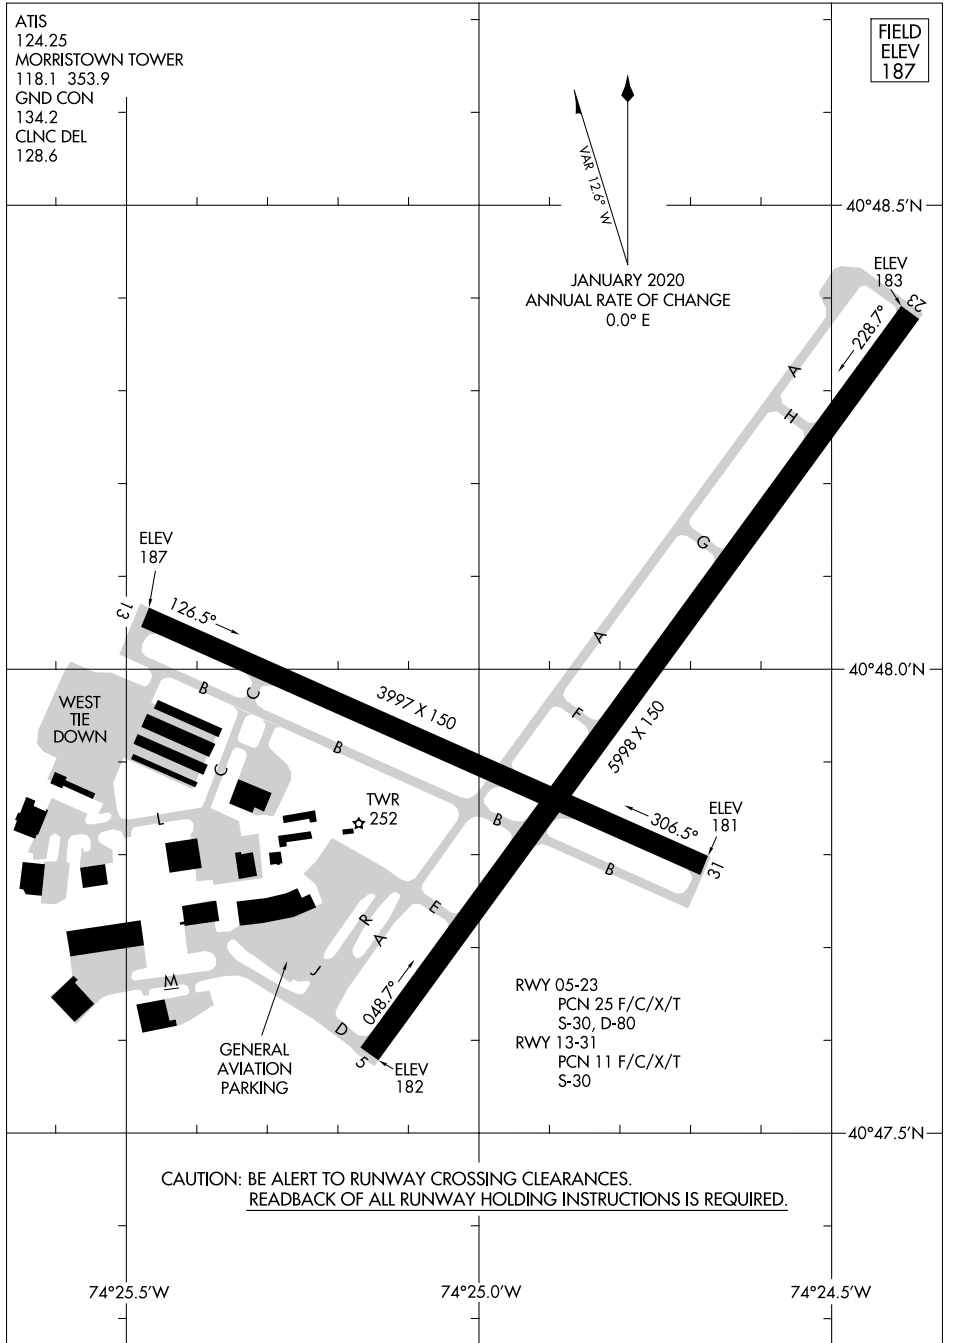 ATIS
124.25
MORRISTOWN TOWER
118.1 353.9
GND CON
134.2
CLNC DEL
128.6
FIELD
ELEV
187
VAR 12.6° W
JANUARY 2020
ANNUAL RATE OF CHANGE
0.0° E
40°48.5'N
ELEV
183
23
228.7°
A
H
G
A
F
ELEV
187
13
126.5°
3997 X 150
5998 X 150
40°48.0'N
WEST
TIE
DOWN
B
C
B
C
L
TWR
252
B
306.5°
ELEV
181
31
B
E
R
A
J
M
D
048.7°
5
ELEV
182
GENERAL
AVIATION
PARKING
RWY 05-23
PCN 25 F/C/X/T
S-30, D-80
RWY 13-31
PCN 11 F/C/X/T
S-30
40°47.5'N
CAUTION: BE ALERT TO RUNWAY CROSSING CLEARANCES.
READBACK OF ALL RUNWAY HOLDING INSTRUCTIONS IS REQUIRED.
74°25.5'W
74°25.0'W
74°24.5'W